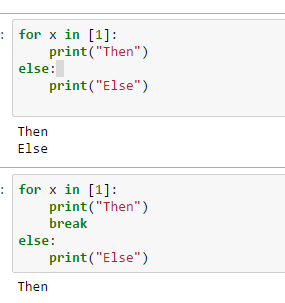 : for x in [1]:
    print("Then")
else:
    print("Else")
Then
Else
: for x in [1]:
    print("Then")
    break
else:
    print("Else")
Then